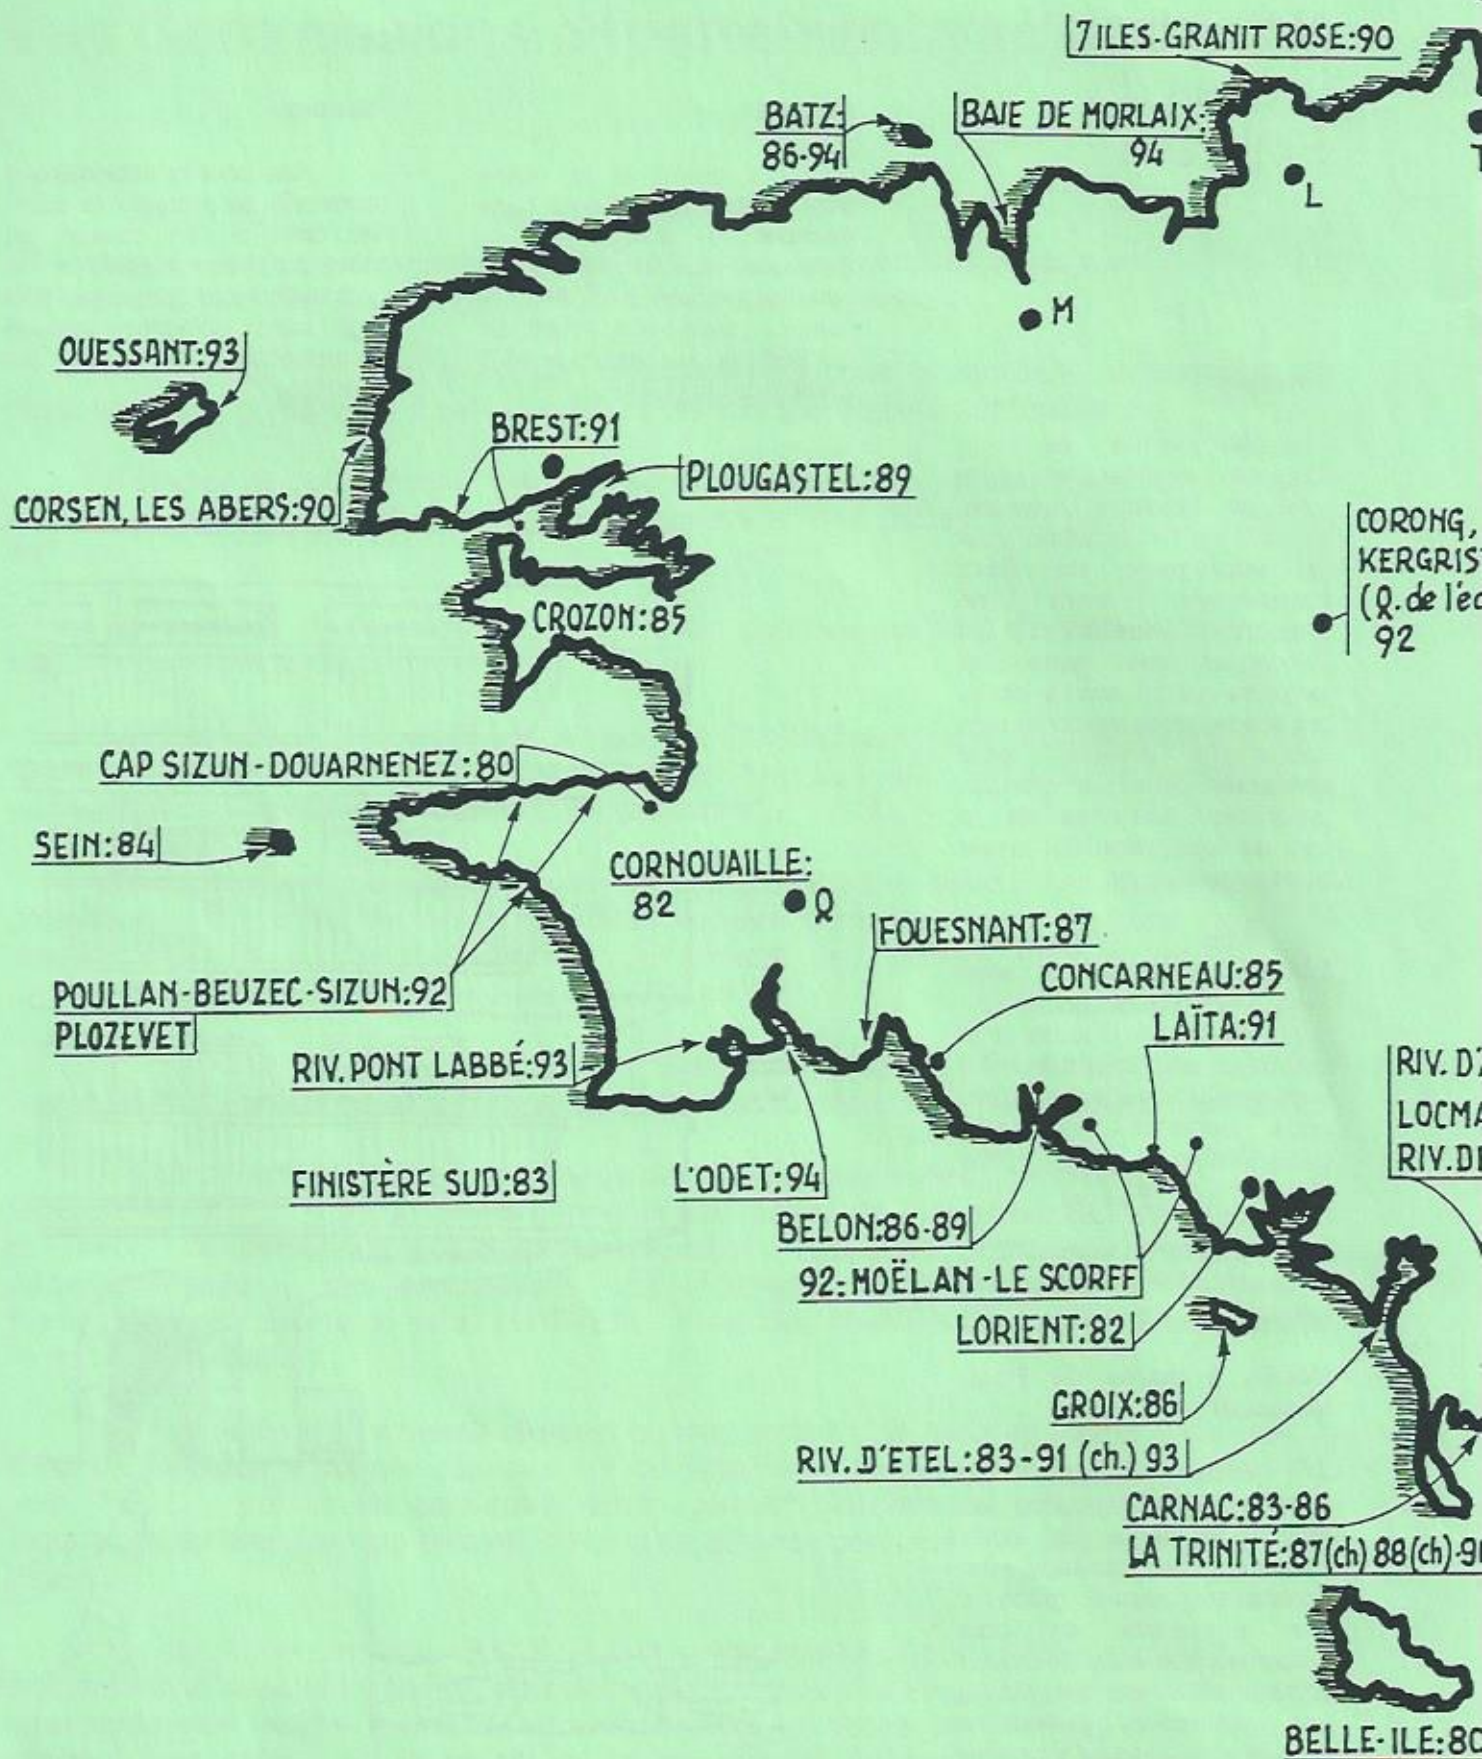 7 ILES-GRANIT ROSE:90
BATZ:
86-94
BAIE DE MORLAIX:
94
L
M
OUESSANT:93
BREST:91
PLOUGASTEL:89
CORSEN, LES ABERS:90
CORONG,
(Q. de
92
CROZON:85
CAP SIZUN-DOUARNENEZ:80
SEIN:84
CORNOUAILLE:
82
Q
FOUESNANT:87
CONCARNEAU:85
POULLAN-BEUZEC-SIZUN:92
PLOZEVET
LAÏTA:91
RIV. PONT LABBÉ:93
RIV.
FINISTÈRE SUD:83
L'ODET:94
BELON:86-89
92:MOËLAN-LE SCORFF
LORIENT:82
GROIX:86
RIV. D'ETEL:83-91 (ch.) 93
CARNAC:83-86
LA TRINITÉ:87(ch) 88(ch)
BELLE-ILE:80